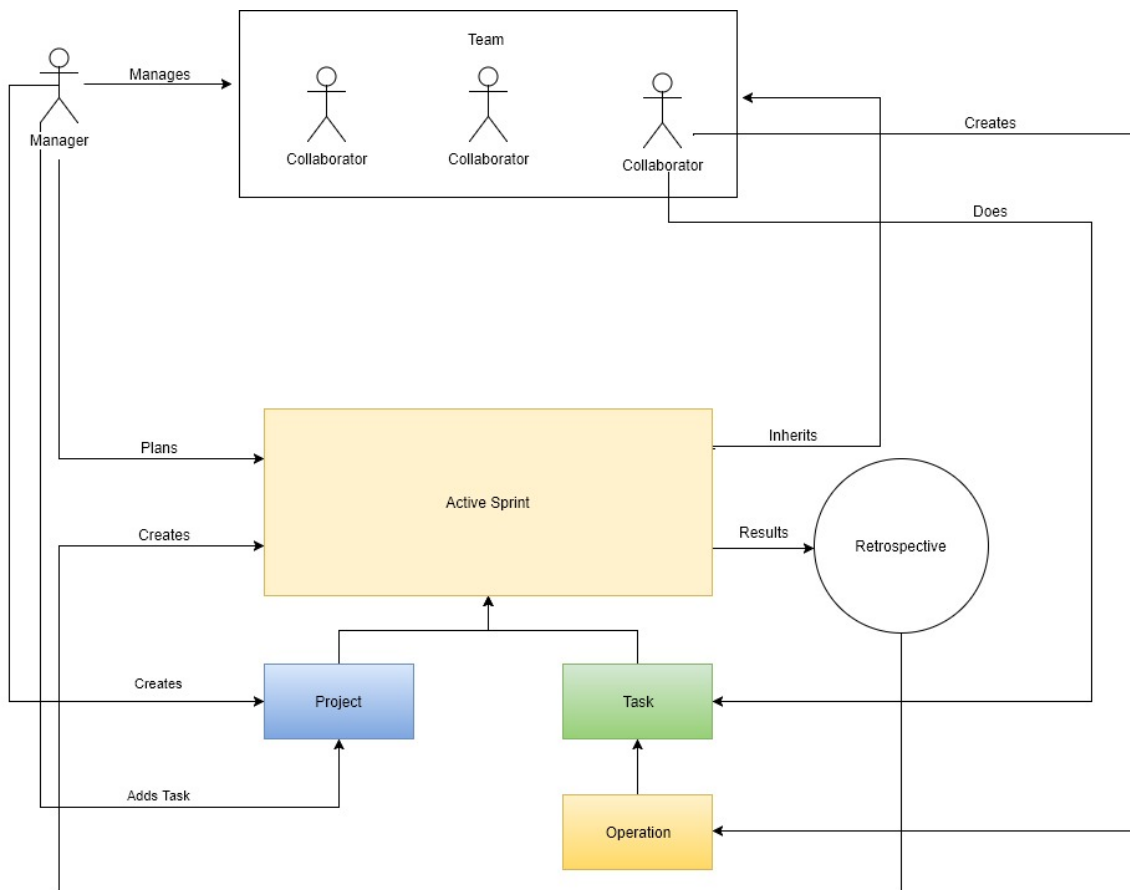 Team
Manages
Creates
Manager
Collaborator
Collaborator
Collaborator
Does
Plans
Inherits
Active Sprint
Creates
Results
Retrospective
Creates
Project
Task
Adds Task
Operation